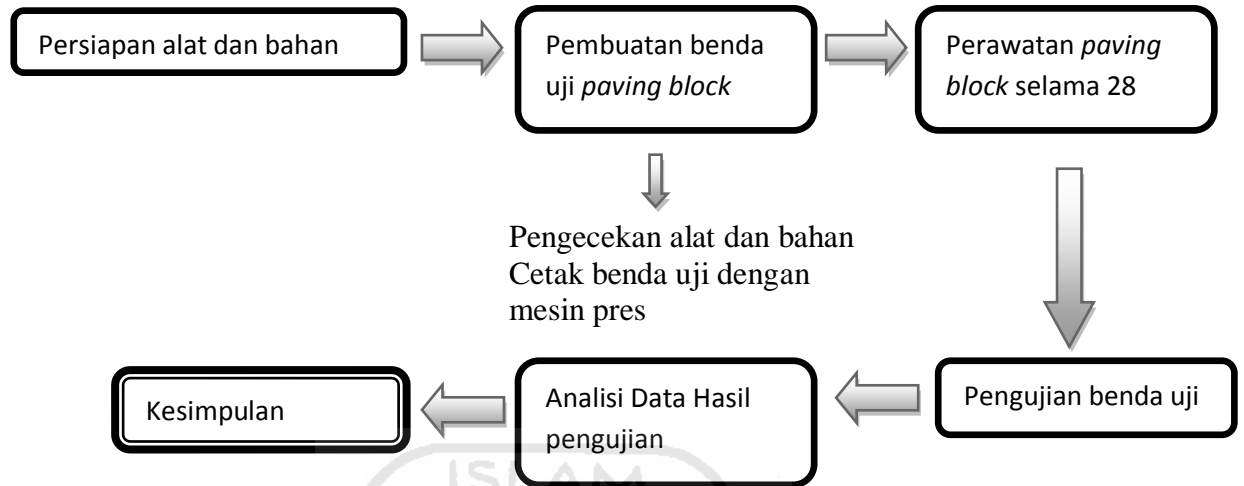 Persiapan alat dan bahan
Pembuatan benda
uji paving block
Perawatan paving
block selama 28
Pengecekan alat dan bahan
Cetak benda uji dengan
mesin pres
Pengujian benda uji
Analisi Data Hasil
pengujian
Kesimpulan
ISLAM